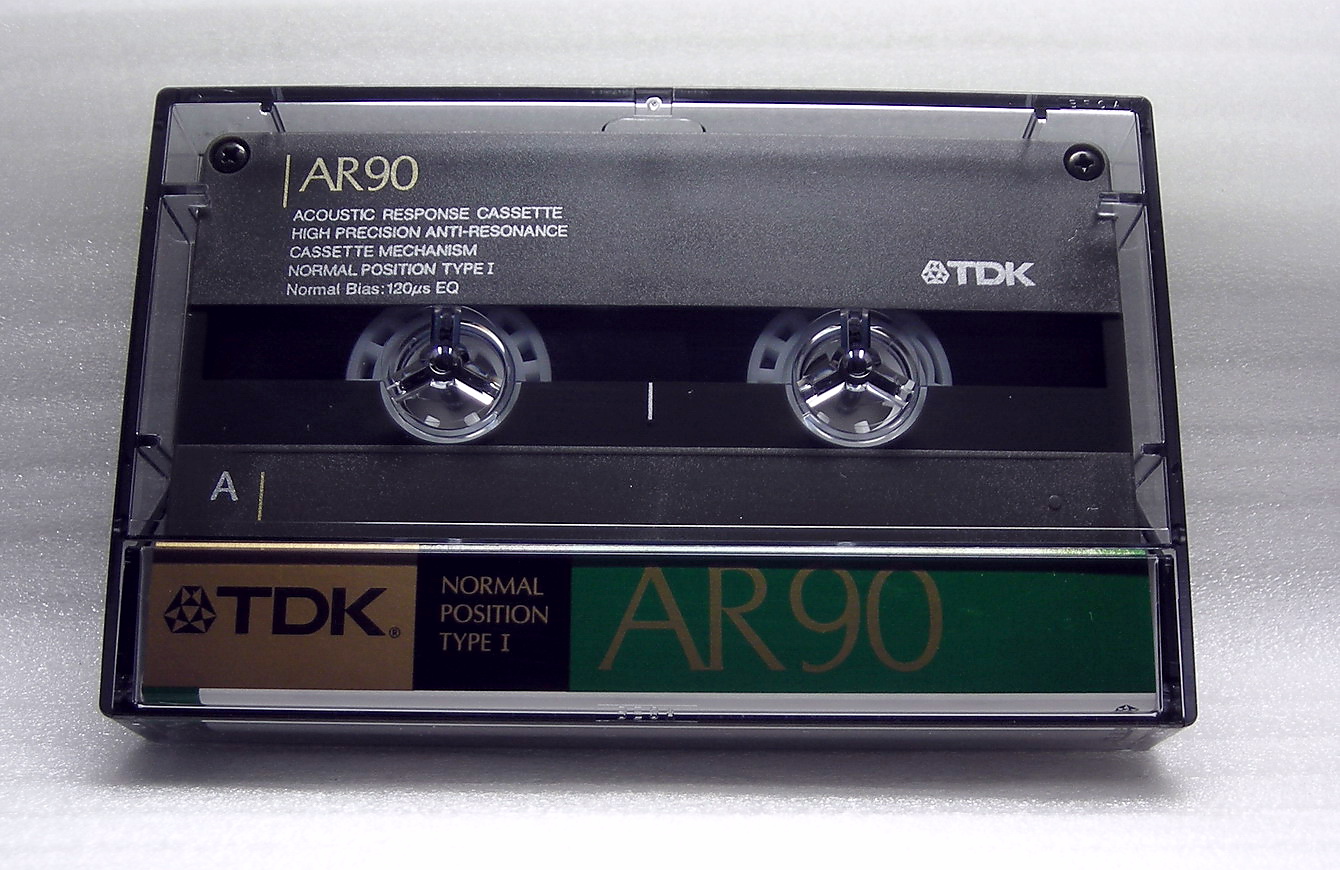 AR90
ACOUSTIC RESPONSE CASSETTE
HIGH PRECISION ANTI-RESONANCE
CASSETTE MECHANISM
NORMAL POSITION TYPE I
Normal Bias:120µs EQ
TDK
A
TDK®
NORMAL
POSITION
TYPE I
AR90